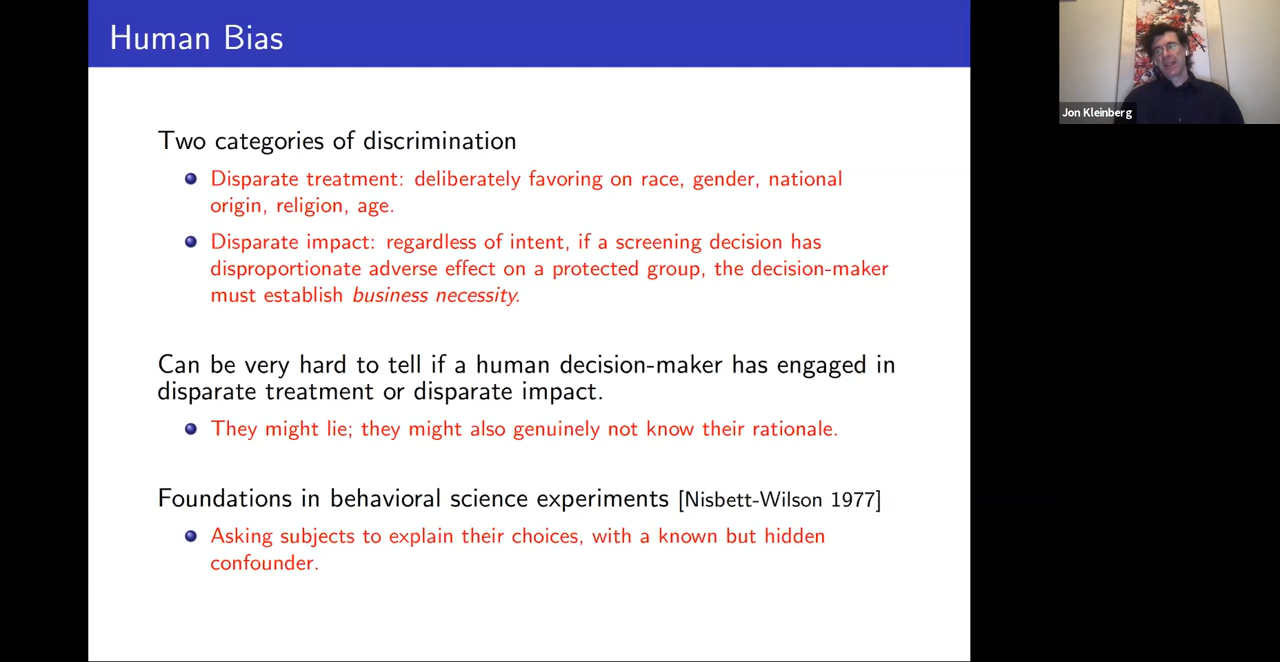 Human Bias
Two categories of discrimination
Disparate treatment: deliberately favoring on race, gender, national
origin, religion, age.
Disparate impact: regardless of intent, if a screening decision has
disproportionate adverse effect on a protected group, the decision-maker
must establish business necessity.
Can be very hard to tell if a human decision-maker has engaged in
disparate treatment or disparate impact.
They might lie; they might also genuinely not know their rationale.
Foundations in behavioral science experiments [Nisbett-Wilson 1977]
Asking subjects to explain their choices, with a known but hidden
confounder.
Jon Kleinberg